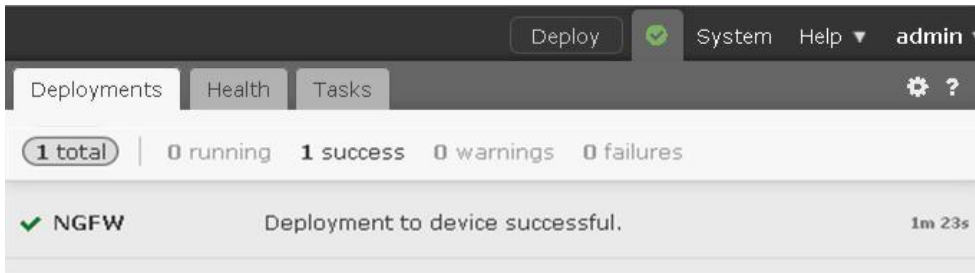 Deploy System Help ▼ admin
Deployments Health Tasks ?
1 total 0 running 1 success 0 warnings 0 failures
NGFW Deployment to device successful. 1m 23s